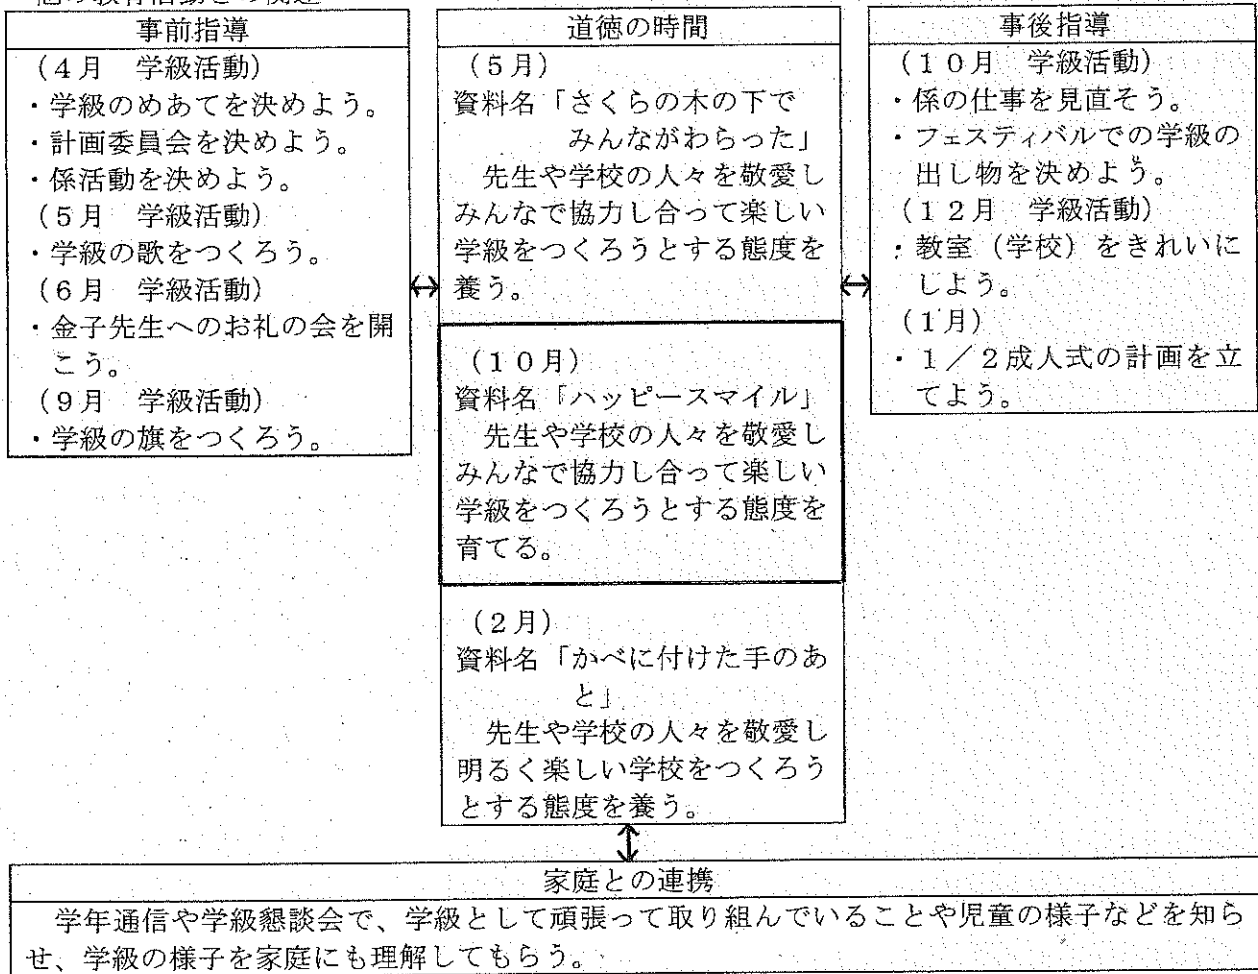 他の教育活動との関連
事前指導
(4月 学級活動)
・学級のめあてを決めよう。
・計画委員会を決めよう。
・係活動を決めよう。
(5月 学級活動)
・学級の歌をつくろう。
(6月 学級活動)
・金子先生へのお礼の会を開
こう。
(9月 学級活動)
・学級の旗をつくろう。
道徳の時間
(5月)
資料名「さくらの木の下で
みんながわらった」
先生や学校の人々を敬愛し
みんなで協力し合って楽しい
学級をつくろうとする態度を
養う。
(10月)
資料名「ハッピースマイル」
先生や学校の人々を敬愛し
みんなで協力し合って楽しい
学級をつくろうとする態度を
育てる。
(2月)
資料名「かべに付けた手のあ
と」
先生や学校の人々を敬愛し
明るく楽しい学校をつくろう
とする態度を養う。
事後指導
(10月 学級活動)
・係の仕事を見直そう。
・フェスティバルでの学級の
出し物を決めよう。
(12月 学級活動)
・教室(学校)をきれいに
しよう。
(1月)
・1/2成人式の計画を立
てよう。
家庭との連携
学年通信や学級懇談会で、学級として頑張って取り組んでいることや児童の様子などを知ら
せ、学級の様子を家庭にも理解してもらう。